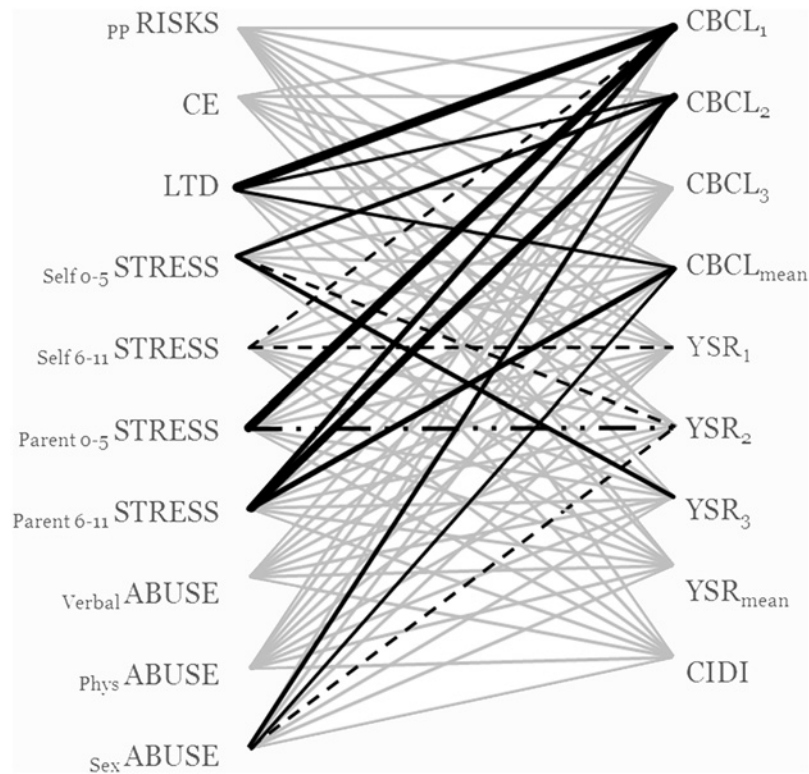 pp RISKS
CE
LTD
Self 0-5 STRESS
Self 6-11 STRESS
Parent 0-5 STRESS
Parent 6-11 STRESS
Verbal ABUSE
Phys ABUSE
Sex ABUSE
CBCL1
CBCL2
CBCL3
CBCLmean
YSR1
YSR2
YSR3
YSRmean
CIDI